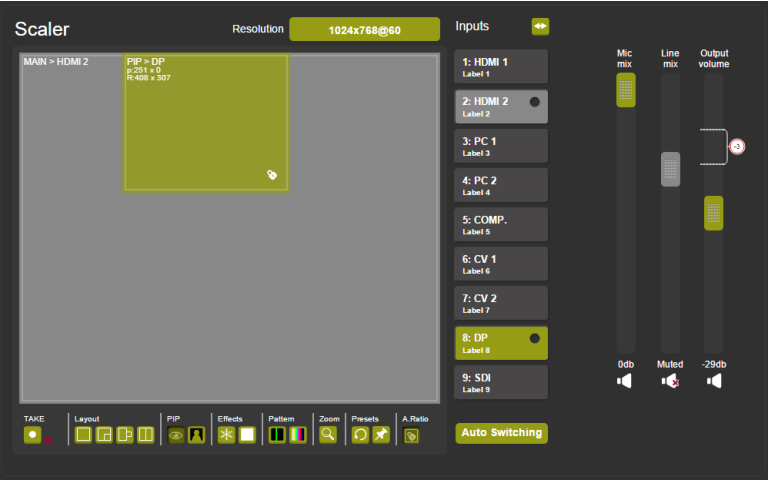 Scaler
Resolution
1024x768@60
MAIN > HDMI 2
PIP > DP
p:251 x 0
R:408 x 307
TAKE
Layout
PIP
Effects
Pattern
Zoom
Presets
A.Ratio
Inputs
1: HDMI 1
Label 1
2: HDMI 2
Label 2
3: PC 1
Label 3
4: PC 2
Label 4
5: COMP.
Label 5
6: CV 1
Label 6
7: CV 2
Label 7
8: DP
Label 8
9: SDI
Label 9
Auto Switching
Mic
mix
Line
mix
Output
volume
-3
0db
Muted
-29db